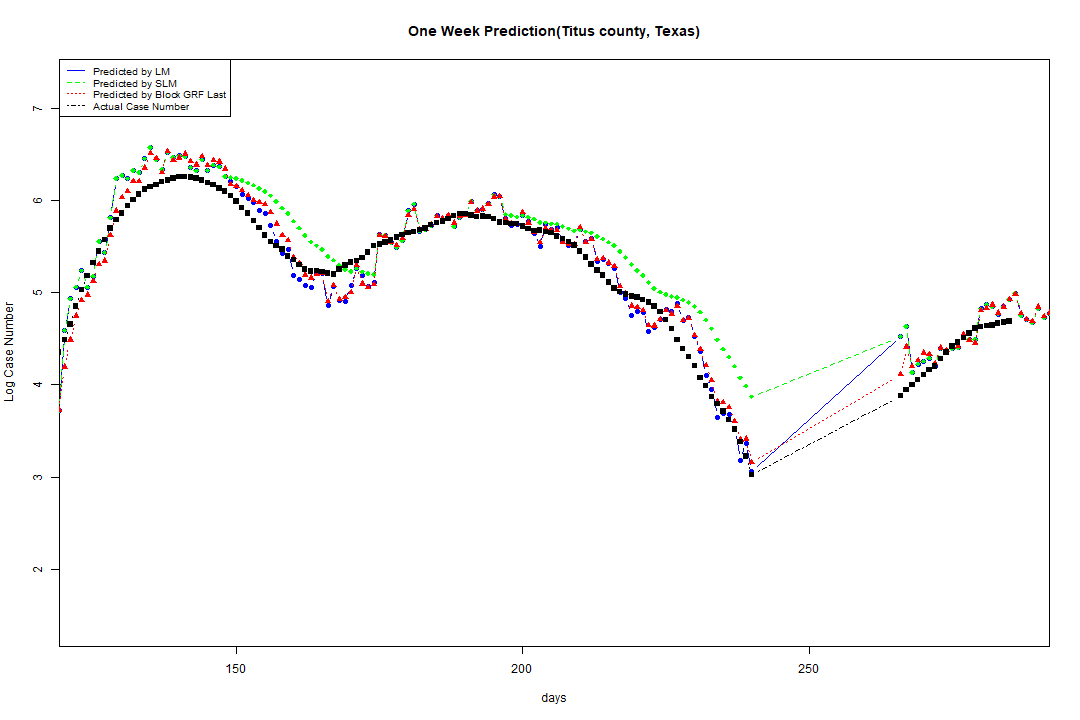 One Week Prediction(Titus county, Texas)
Predicted by LM
Predicted by SLM
Predicted by Block GRF Last
Actual Case Number
7
6
5
4
3
2
Log Case Number
150
200
250
days